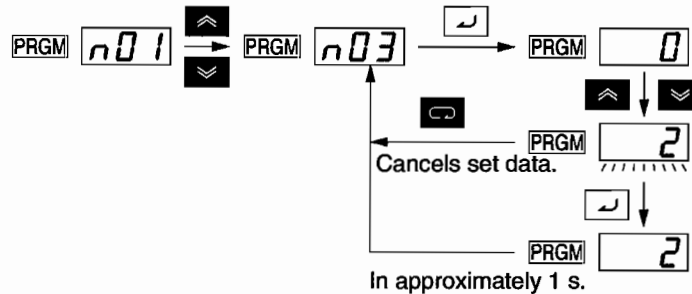 PRGM n01 PRGM n03 PRGM 0
PRGM 2
Cancels set data.
PRGM 2
In approximately 1 s.